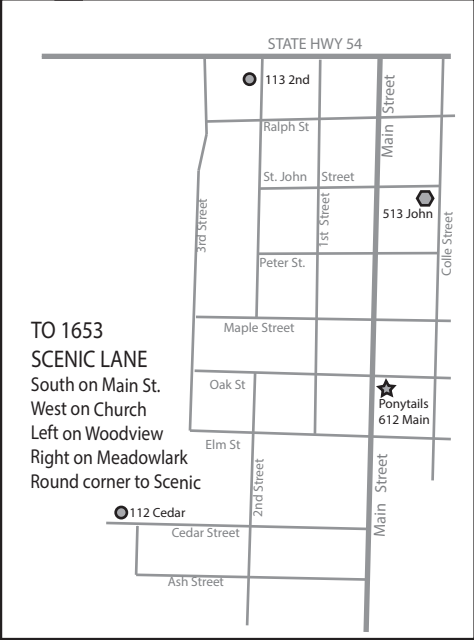 STATE HWY 54
113 2nd
Main Street
Ralph St
St. John Street
3rd Street
1st Street
513 John
Colle Street
Peter St.
Maple Street
TO 1653
SCENIC LANE
South on Main St.
West on Church
Left on Woodview
Right on Meadowlark
Round corner to Scenic
Oak St
Ponytails
612 Main
Elm St
2nd Street
Main Street
112 Cedar
Cedar Street
Ash Street